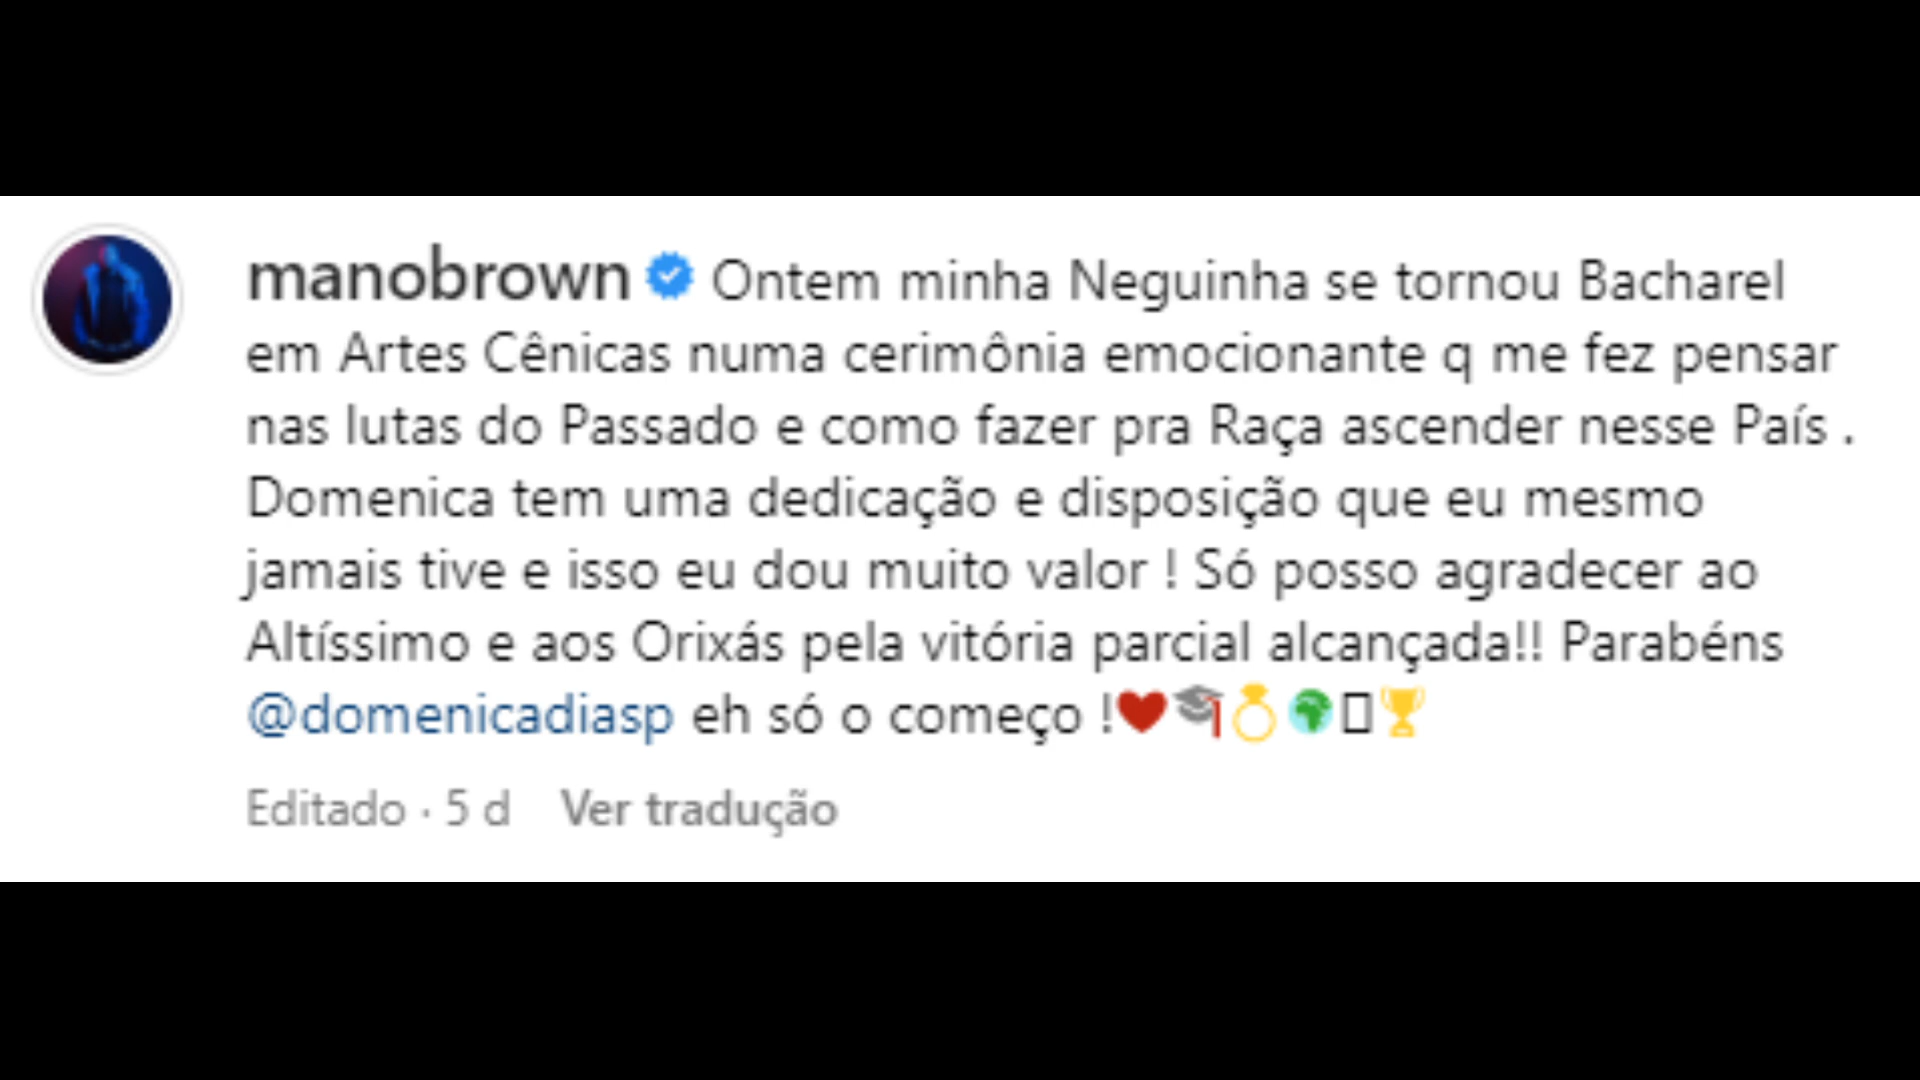 manobrown Ontem minha Neguinha se tornou Bacharel
em Artes Cênicas numa cerimônia emocionante q me fez pensar
nas lutas do Passado e como fazer pra Raça ascender nesse País .
Domenica tem uma dedicação e disposição que eu mesmo
jamais tive e isso eu dou muito valor ! Só posso agradecer ao
Altíssimo e aos Orixás pela vitória parcial alcançada!! Parabéns
@domenicadiasp eh só o começo !❤️🎓💍🌍▯🏆
Editado · 5 d Ver tradução